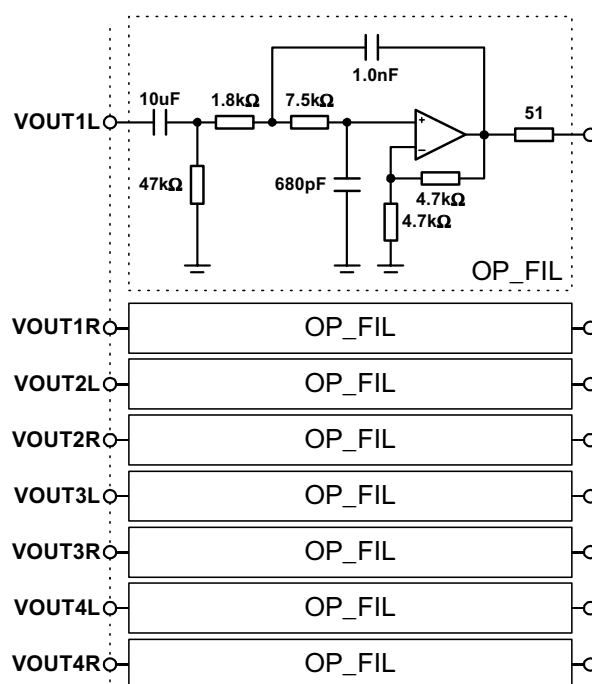 1.0nF
10uF
1.8kΩ
7.5kΩ
VOUT1L
+
−
51
47kΩ
680pF
4.7kΩ
4.7kΩ
OP_FIL
VOUT1R OP_FIL
VOUT2L OP_FIL
VOUT2R OP_FIL
VOUT3L OP_FIL
VOUT3R OP_FIL
VOUT4L OP_FIL
VOUT4R OP_FIL